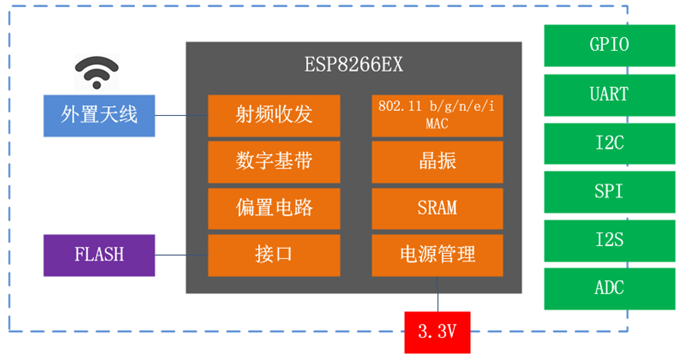 ESP8266EX
外置天线
射频收发
802.11 b/g/n/e/i
MAC
数字基带
晶振
偏置电路
SRAM
FLASH
接口
电源管理
3.3V
GPIO
UART
I2C
SPI
I2S
ADC